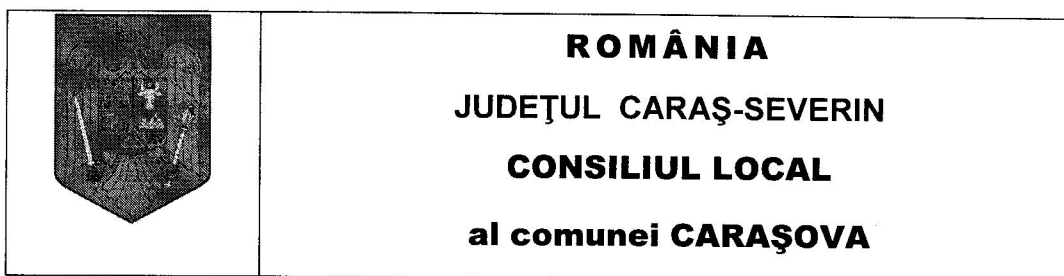 ROMÂNIA
JUDEŢUL CARAŞ-SEVERIN
CONSILIUL LOCAL
al comunei CARAŞOVA